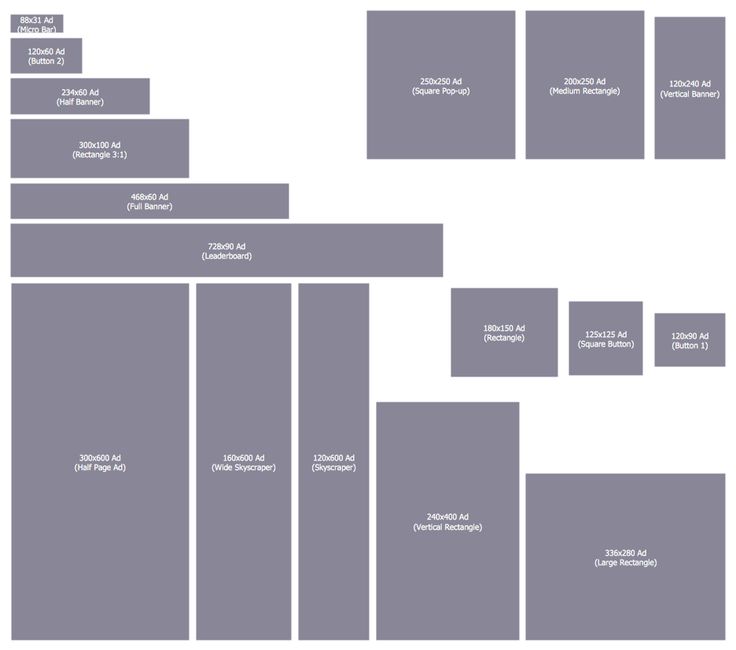 88x31 Ad
(Micro Bar)
120x60 Ad
(Button 2)
234x60 Ad
(Half Banner)
300x100 Ad
(Rectangle 3:1)
468x60 Ad
(Full Banner)
728x90 Ad
(Leaderboard)
250x250 Ad
(Square Pop-up)
200x250 Ad
(Medium Rectangle)
120x240 Ad
(Vertical Banner)
180x150 Ad
(Rectangle)
125x125 Ad
(Square Button)
120x90 Ad
(Button 1)
300x600 Ad
(Half Page Ad)
160x600 Ad
(Wide Skyscraper)
120x600 Ad
(Skyscraper)
240x400 Ad
(Vertical Rectangle)
336x280 Ad
(Large Rectangle)